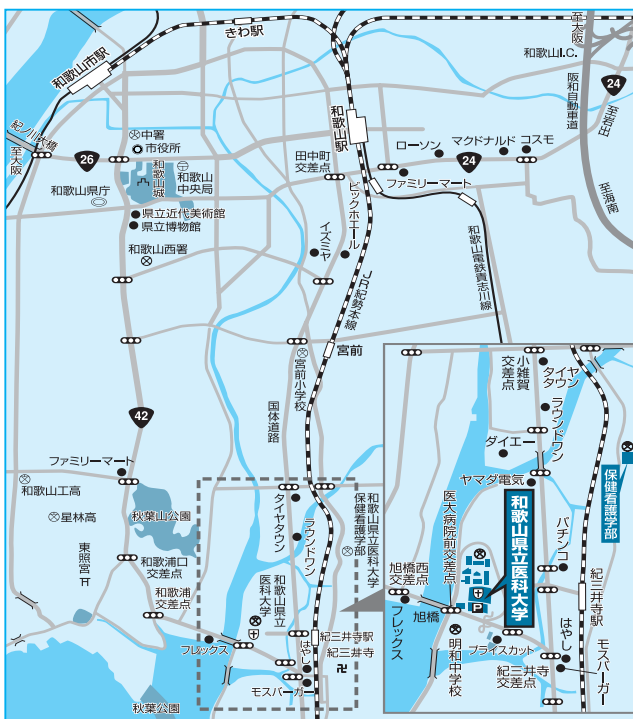 きわ駅
至大阪
和歌山I.C.
24
和歌山市駅
阪和自動車道
至岩出
紀ノ川大橋
至大阪
26
中署
市役所
和歌山城
和歌山
中央局
和歌山県庁
県立近代美術館
県立博物館
和歌山西署
和歌山駅
田中町
交差点
ローソン
マクドナルド
コスモ
24
ファミリーマート
至海南
ビックホエール
イズミヤ
JR紀勢本線
和歌山電鉄貴志川線
宮前
宮前小学校
国体道路
42
ファミリーマート
和歌山工高
星林高
秋葉山公園
東照宮
和歌浦口
交差点
和歌浦
交差点
タイヤタウン
ラウンドワン
和歌山県立医科大学
保健看護学部
和歌山県立
医科大学
フレックス
はやし
紀三井寺駅
紀三井寺
モスバーガー
秋葉公園
小雑賀
交差点
タイヤ
タウン
ラウンドワン
ダイエー
ヤマダ電気
保健看護学部
医大病院前交差点
和歌山県立医科大学
パチンコ
紀三井寺駅
旭橋西
交差点
旭橋
フレックス
P
明和中学校
プライスカット
はやし
紀三井寺
交差点
モスバーガー